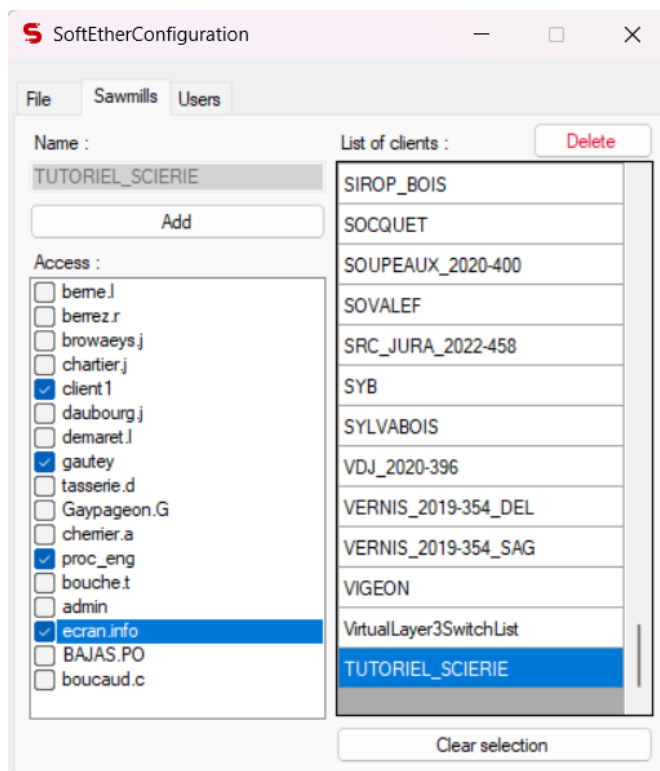 SoftEtherConfiguration
File Sawmills Users
Name :
TUTORIEL_SCIERIE
Add
Access :
berne.l
berrez.r
browaeys.j
chartier.j
client1
daubourg.j
demaret.l
gautey
tasserie.d
Gaypageon.G
cherrier.a
proc_eng
bouche.t
admin
ecran.info
BAJAS.PO
boucaud.c
List of clients :
Delete
SIROP_BOIS
SOCQUET
SOUPEAUX_2020-400
SOVALEF
SRC_JURA_2022-458
SYB
SYLVABOIS
VDJ_2020-396
VERNIS_2019-354_DEL
VERNIS_2019-354_SAG
VIGEON
VirtualLayer3SwitchList
TUTORIEL_SCIERIE
Clear selection